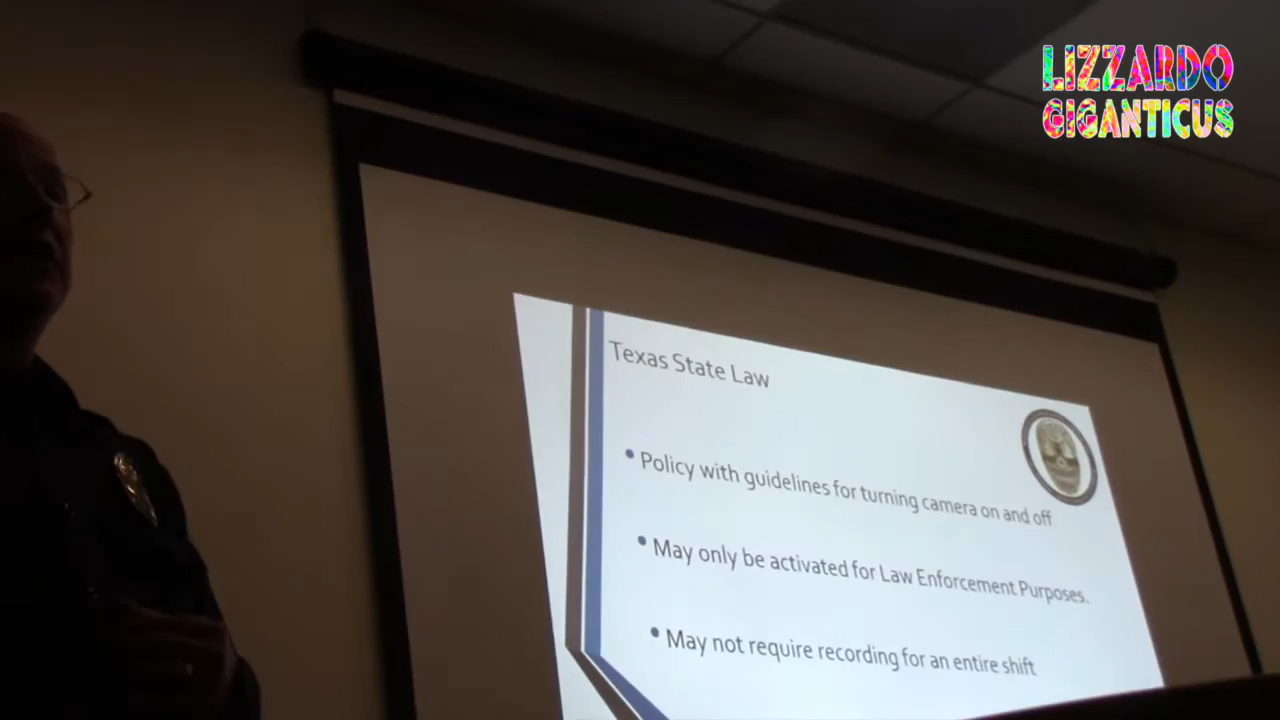 LIZZARDO
GIGANTICUS
Texas State Law
• Policy with guidelines for turning camera on and off
• May only be activated for Law Enforcement Purposes.
• May not require recording for an entire shift